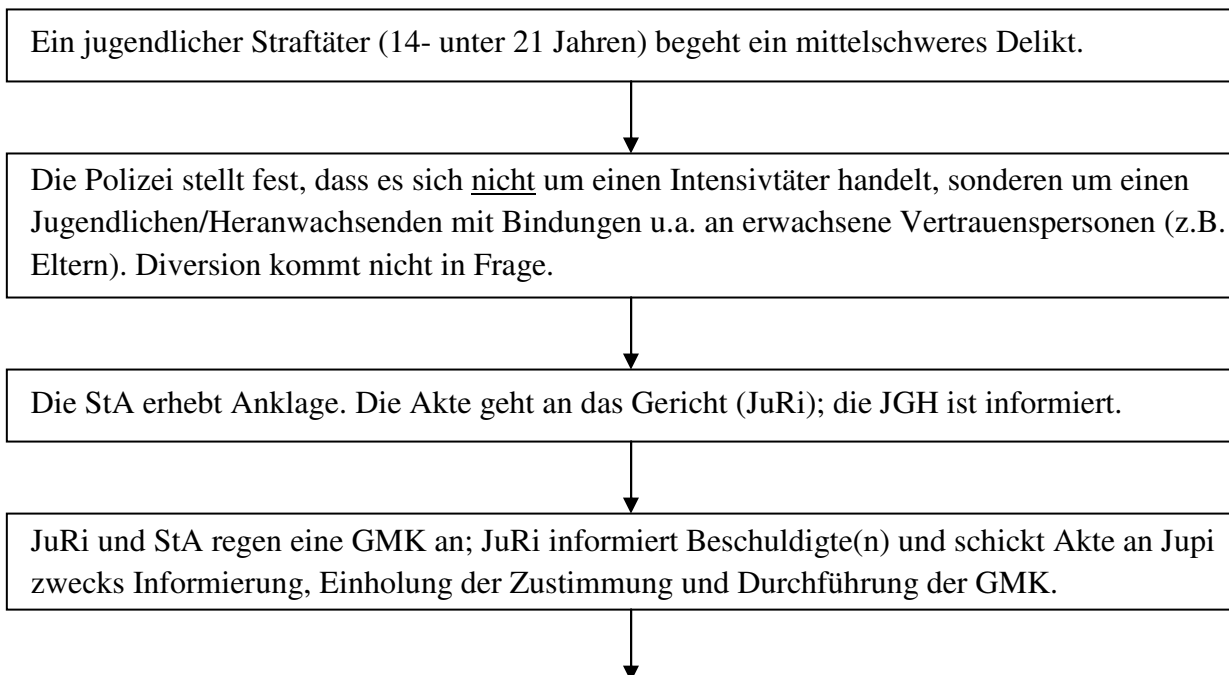 Ein jugendlicher Straftäter (14- unter 21 Jahren) begeht ein mittelschweres Delikt.
Die Polizei stellt fest, dass es sich nicht um einen Intensivtäter handelt, sonderen um einen
Jugendlichen/Heranwachsenden mit Bindungen u.a. an erwachsene Vertrauenspersonen (z.B.
Eltern). Diversion kommt nicht in Frage.
Die StA erhebt Anklage. Die Akte geht an das Gericht (JuRi); die JGH ist informiert.
JuRi und StA regen eine GMK an; JuRi informiert Beschuldigte(n) und schickt Akte an Jupi
zwecks Informierung, Einholung der Zustimmung und Durchführung der GMK.